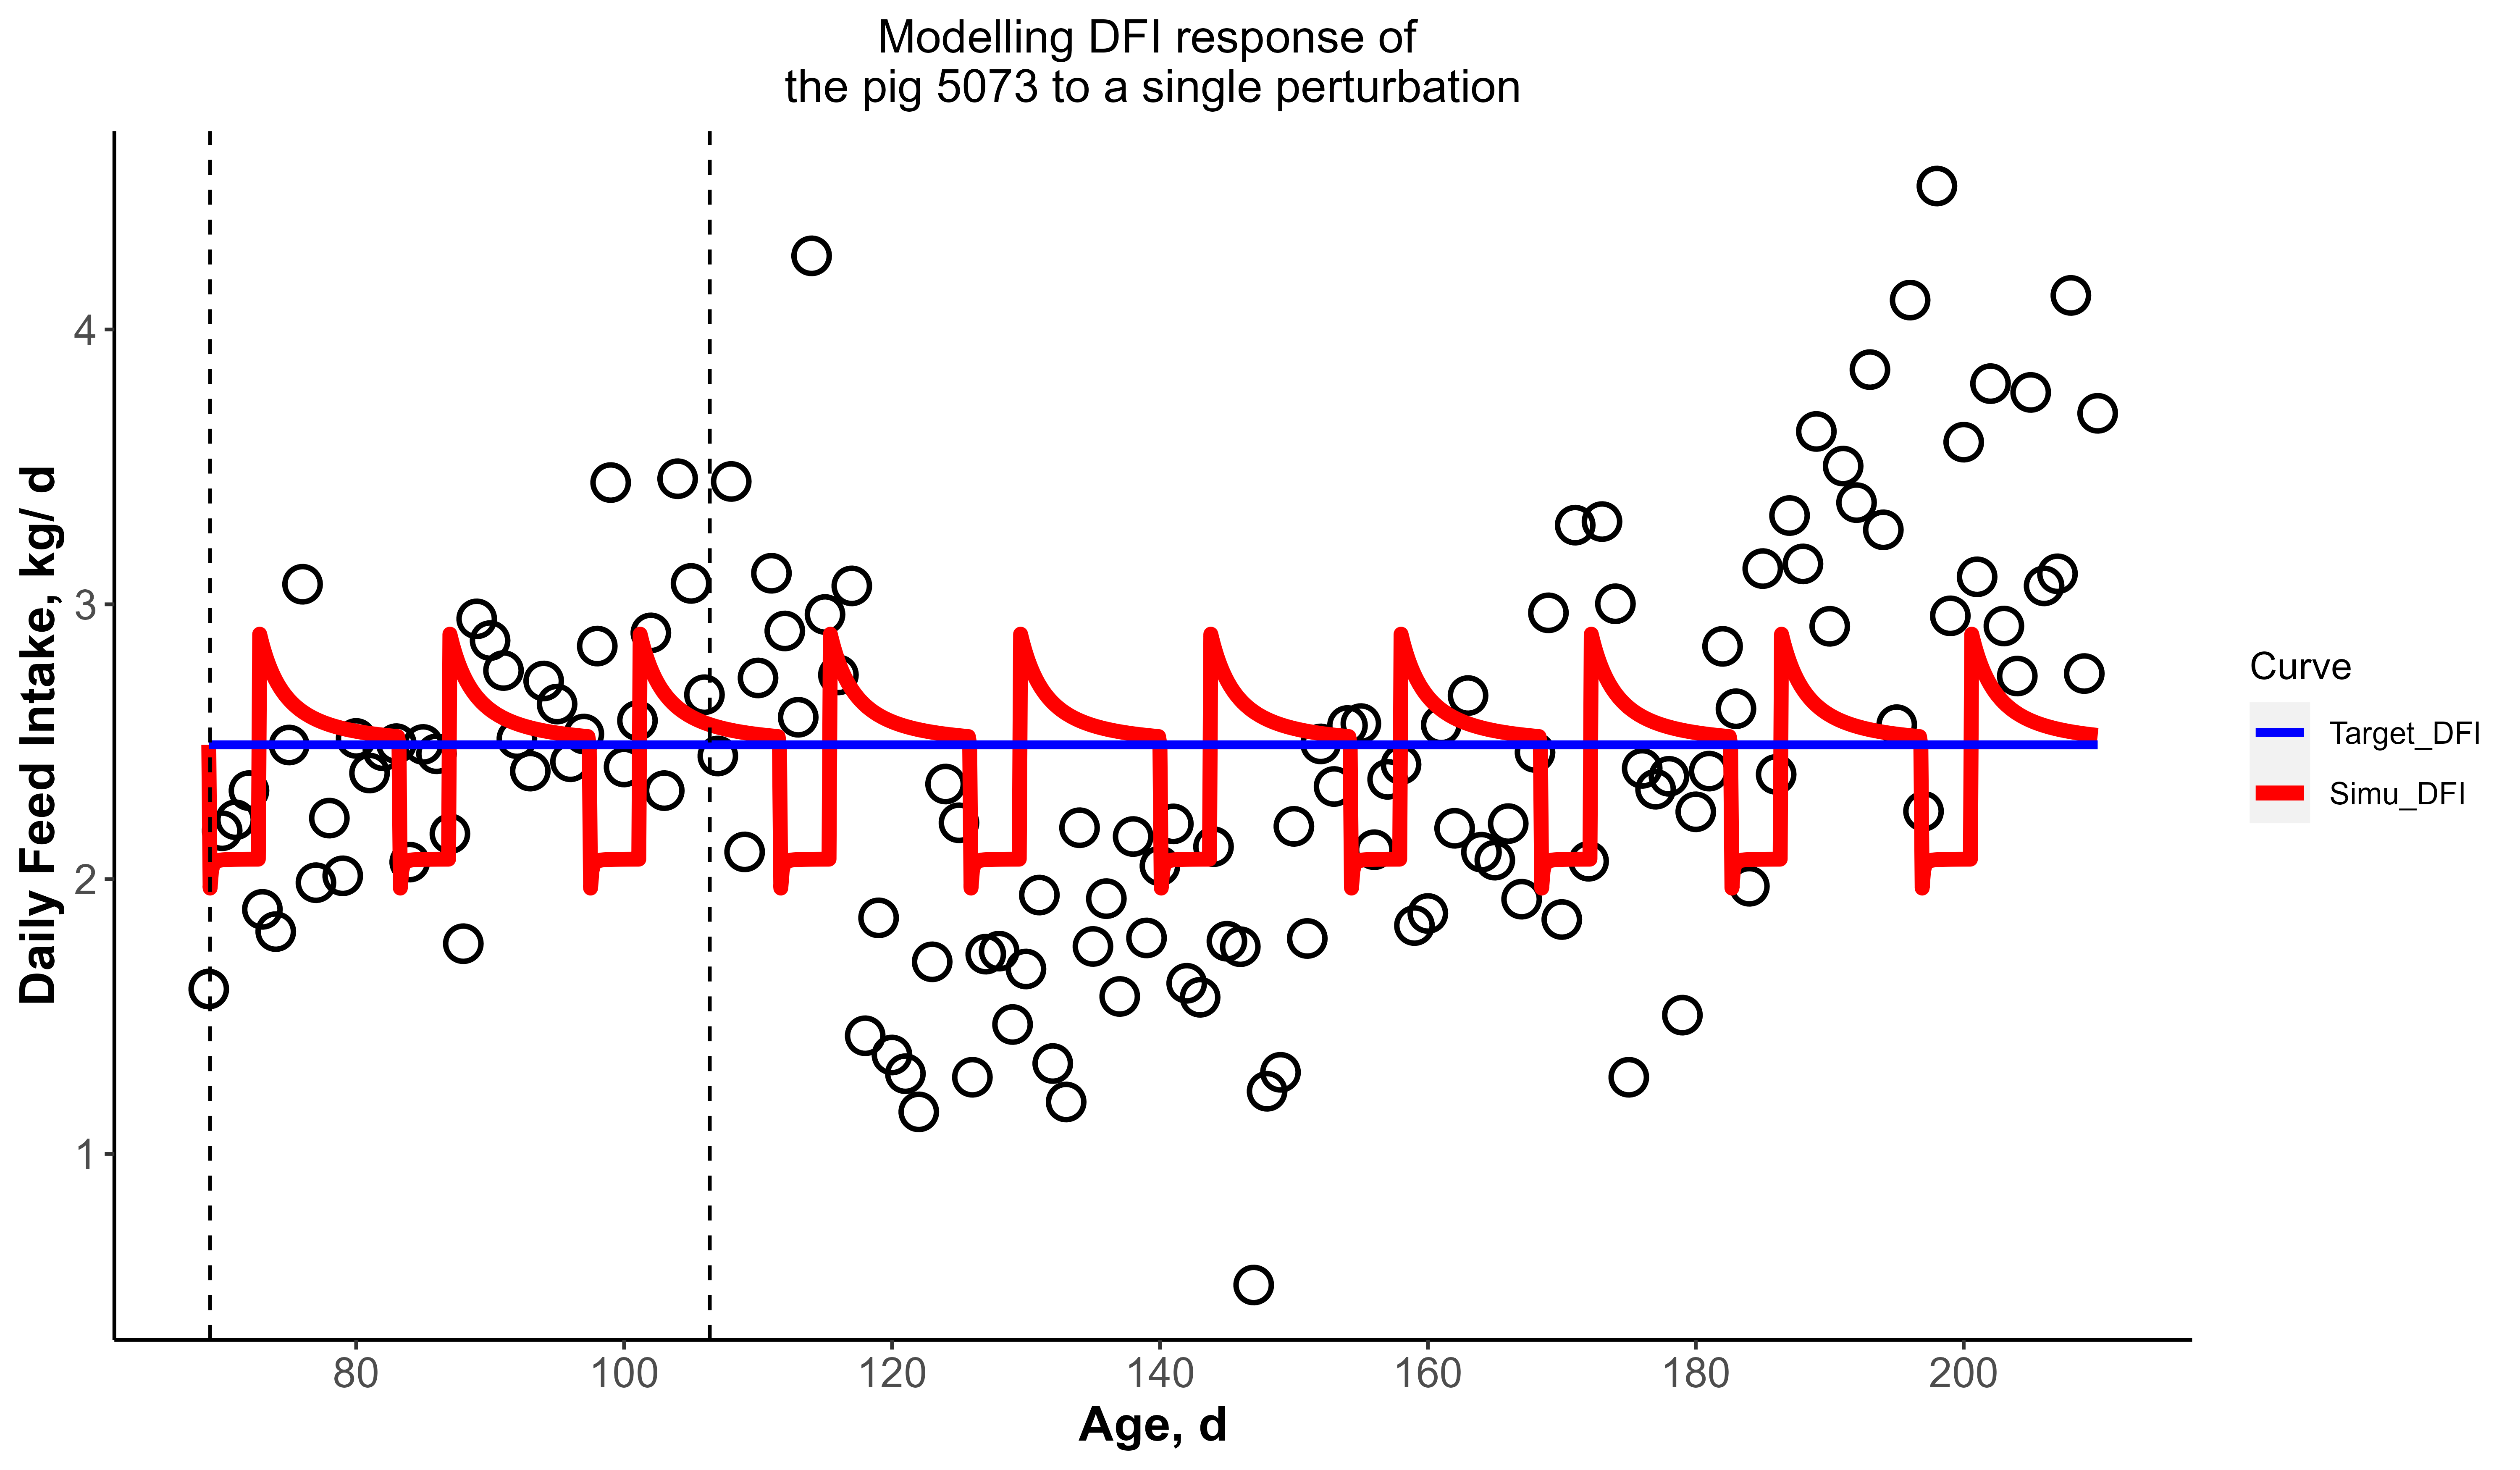 Modelling DFI response of
the pig 5073 to a single perturbation
Daily Feed Intake, kg/ d
4
3
2
1
80 100 120 140 160 180 200
Age, d
Curve
Target_DFI
Simu_DFI